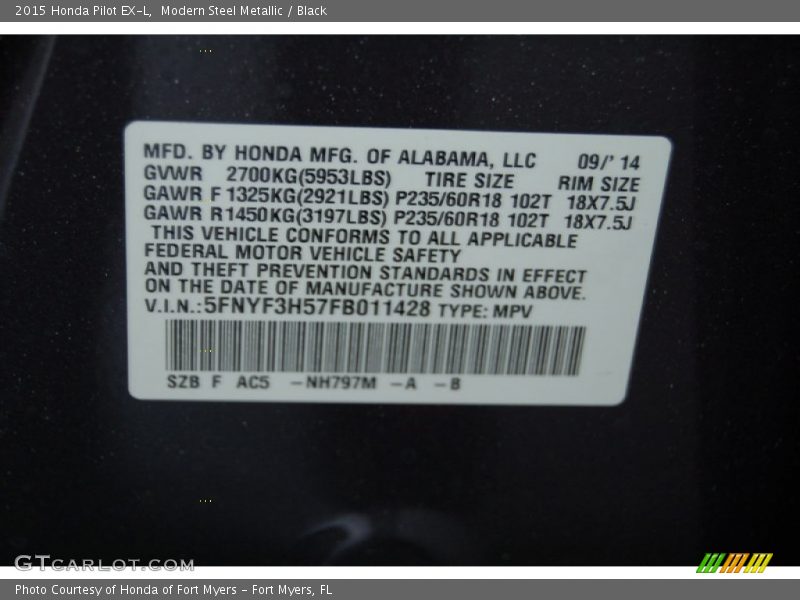 2015 Honda Pilot EX-L, Modern Steel Metallic / Black
MFD. BY HONDA MFG. OF ALABAMA, LLC 09/' 14
GVWR 2700KG(5953LBS) TIRE SIZE RIM SIZE
GAWR F 1325KG(2921LBS) P235/60R18 102T 18X7.5J
GAWR R1450KG(3197LBS) P235/60R18 102T 18X7.5J
THIS VEHICLE CONFORMS TO ALL APPLICABLE
FEDERAL MOTOR VEHICLE SAFETY
AND THEFT PREVENTION STANDARDS IN EFFECT
ON THE DATE OF MANUFACTURE SHOWN ABOVE.
V.I.N.:5FNYF3H57FB011428 TYPE: MPV
SZB F AC5 -NH797M -A -B
GTCARLOT.COM
Photo Courtesy of Honda of Fort Myers - Fort Myers, FL